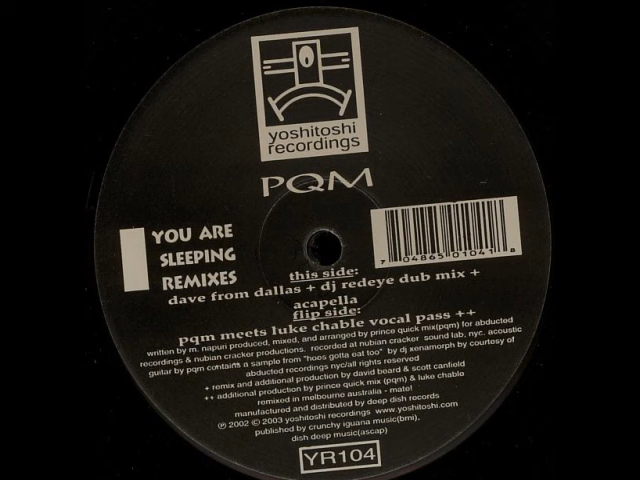 yoshitoshi
recordings
PQM
YOU ARE
SLEEPING
REMIXES
7 04865 01041 8
this side:
dave from dallas + dj redeye dub mix +
acapella
flip side:
pqm meets luke chable vocal pass ++
written by m. napuri produced, mixed, and arranged by prince quick mix(pqm) for abducted
recordings & nubian cracker productions. recorded at nubian cracker sound lab, nyc. acoustic
guitar by pqm contains a sample from "hoes gotta eat too" by dj xenamorph by courtesy of
abducted recordings nyc/all rights reserved
+ remix and additional production by david beard & scott canfield
++ additional production by prince quick mix (pqm) & luke chable
remixed in melbourne australia - mate!
manufactured and distributed by deep dish records
℗ 2002 © 2003 yoshitoshi recordings www.yoshitoshi.com
published by crunchy iguana music(bmi),
dish deep music(ascap)
YR104